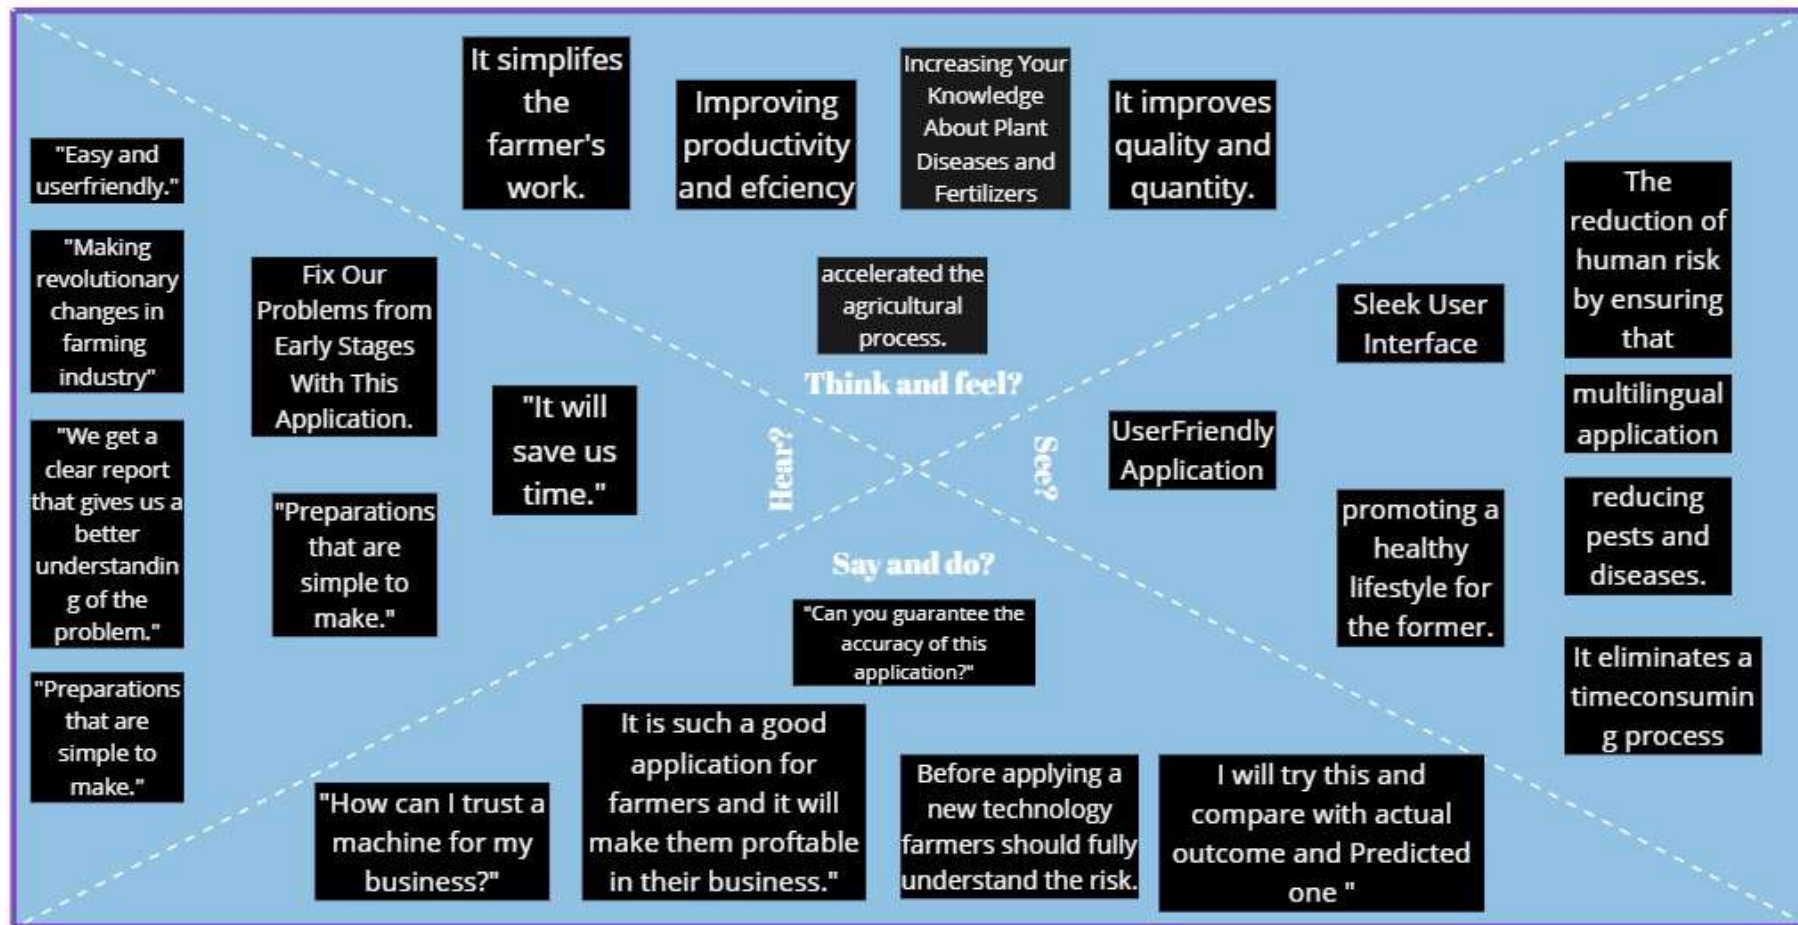 It simplifes
the
farmer's
work.
Improving
productivity
and efciency
Increasing Your
Knowledge
About Plant
Diseases and
Fertilizers
It improves
quality and
quantity.
accelerated the
agricultural
process.
Think and feel?
"Easy and
userfriendly."
"Making
revolutionary
changes in
farming
industry"
"We get a
clear report
that gives us a
better
understandin
g of the
problem."
"Preparations
that are
simple to
make."
Fix Our
Problems from
Early Stages
With This
Application.
"Preparations
that are
simple to
make."
"It will
save us
time."
Hear?
See?
UserFriendly
Application
Sleek User
Interface
promoting a
healthy
lifestyle for
the former.
The
reduction of
human risk
by ensuring
that
multilingual
application
reducing
pests and
diseases.
It eliminates a
timeconsumin
g process
Say and do?
"Can you guarantee the
accuracy of this
application?"
"How can I trust a
machine for my
business?"
It is such a good
application for
farmers and it will
make them proftable
in their business."
Before applying a
new technology
farmers should fully
understand the risk.
I will try this and
compare with actual
outcome and Predicted
one "